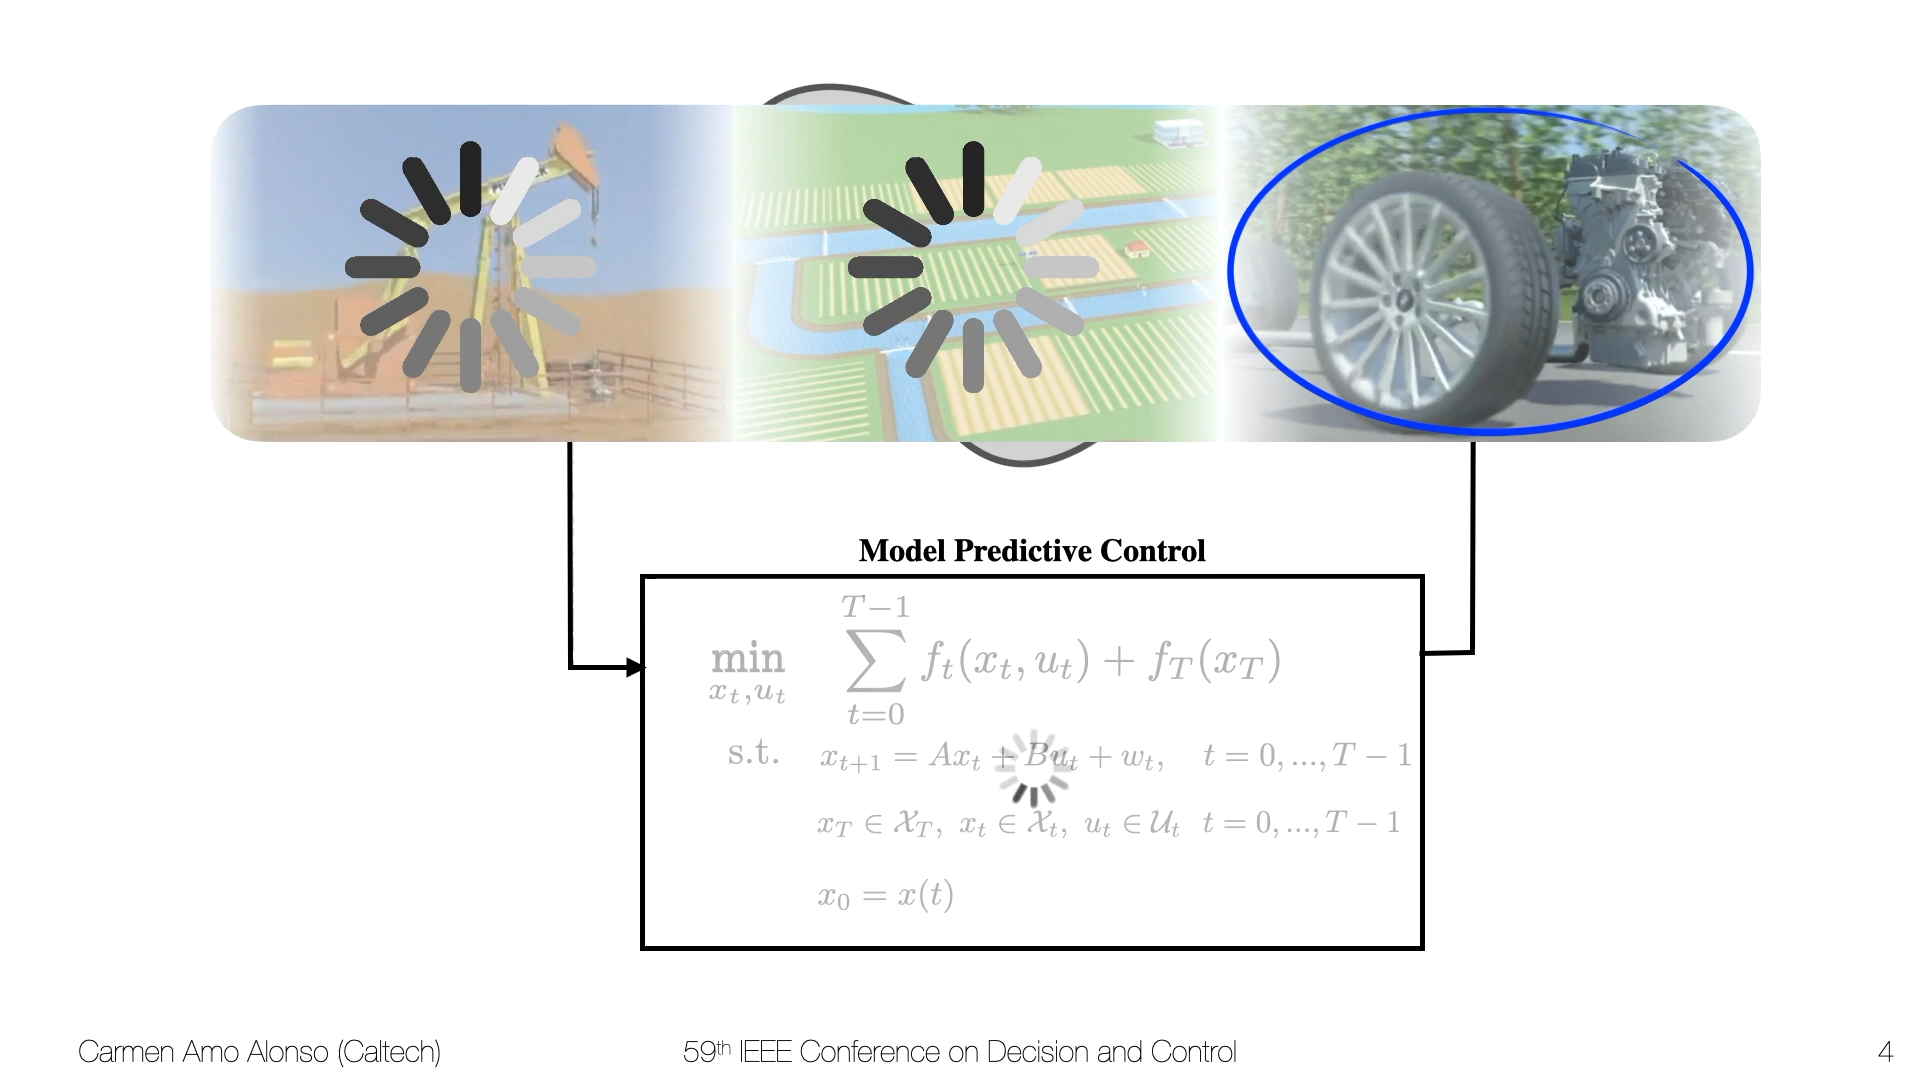 Model Predictive Control
T−1
min ∑ f_t(x_t, u_t) + f_T(x_T)
x_t,u_t
t=0
s.t. x_{t+1} = Ax_t + Bu_t + w_t, t = 0, ..., T − 1
x_T ∈ 𝒳_T, x_t ∈ 𝒳_t, u_t ∈ 𝒰_t t = 0, ..., T − 1
x_0 = x(t)
Carmen Amo Alonso (Caltech)
59th IEEE Conference on Decision and Control
4